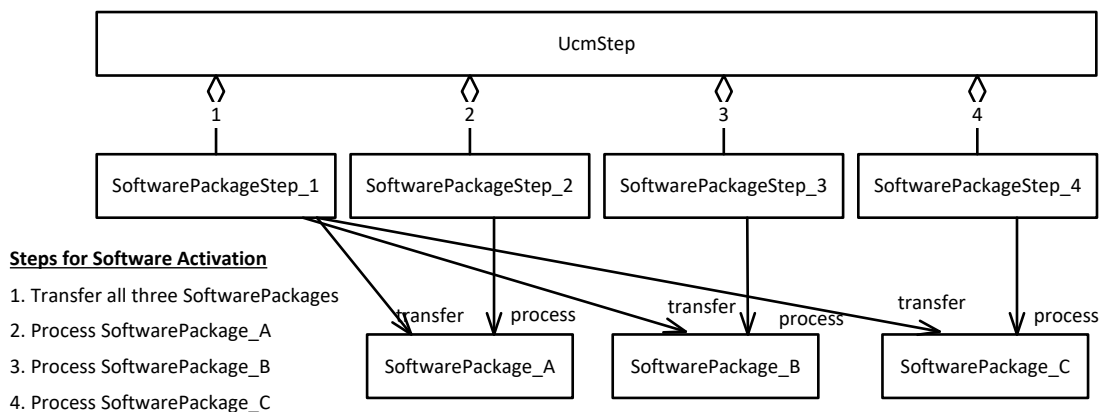 UcmStep
1
2
3
4
SoftwarePackageStep_1
SoftwarePackageStep_2
SoftwarePackageStep_3
SoftwarePackageStep_4
Steps for Software Activation
1. Transfer all three SoftwarePackages
2. Process SoftwarePackage_A
3. Process SoftwarePackage_B
4. Process SoftwarePackage_C
transfer
process
transfer
process
transfer
process
SoftwarePackage_A
SoftwarePackage_B
SoftwarePackage_C